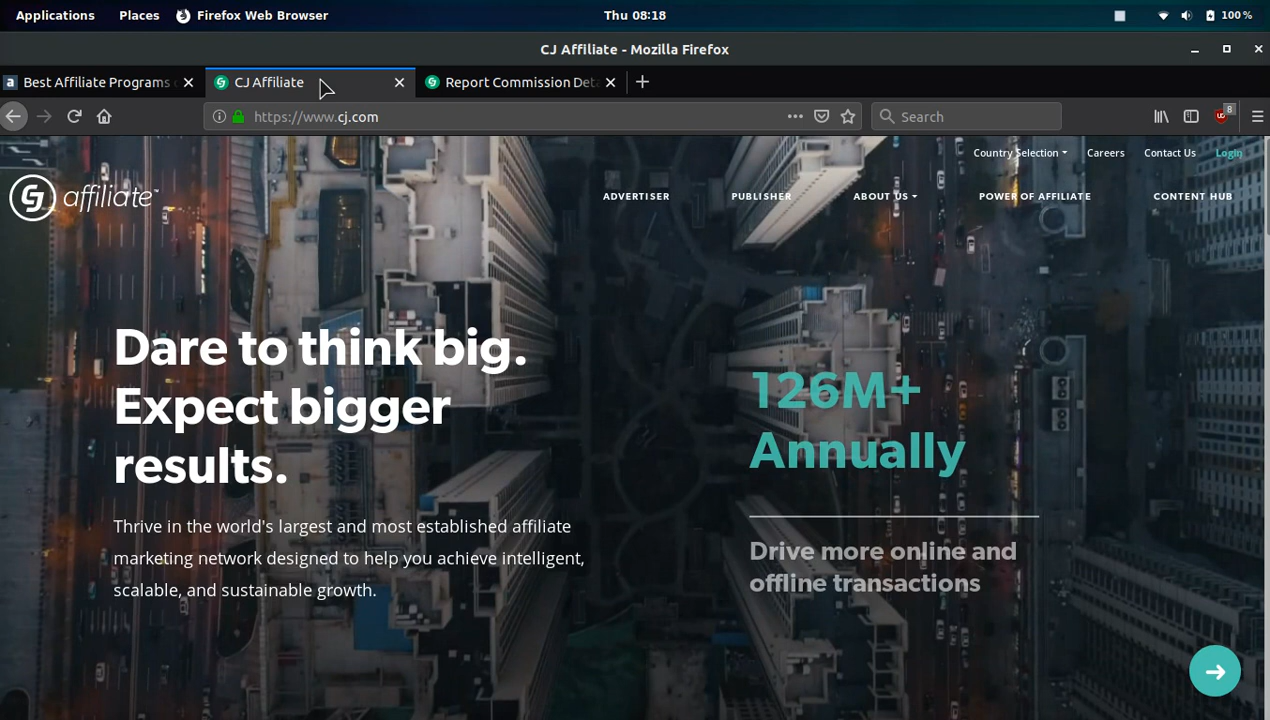 Applications Places Firefox Web Browser Thu 08:18 100 %
CJ Affiliate - Mozilla Firefox
a Best Affiliate Programs CJ Affiliate Report Commission Deta
https://www.cj.com Search 8
Country Selection Careers Contact Us Login
affiliate™ ADVERTISER PUBLISHER ABOUT US POWER OF AFFILIATE CONTENT HUB
Dare to think big.
Expect bigger
results.
Thrive in the world's largest and most established affiliate
marketing network designed to help you achieve intelligent,
scalable, and sustainable growth.
126M+
Annually
Drive more online and
offline transactions